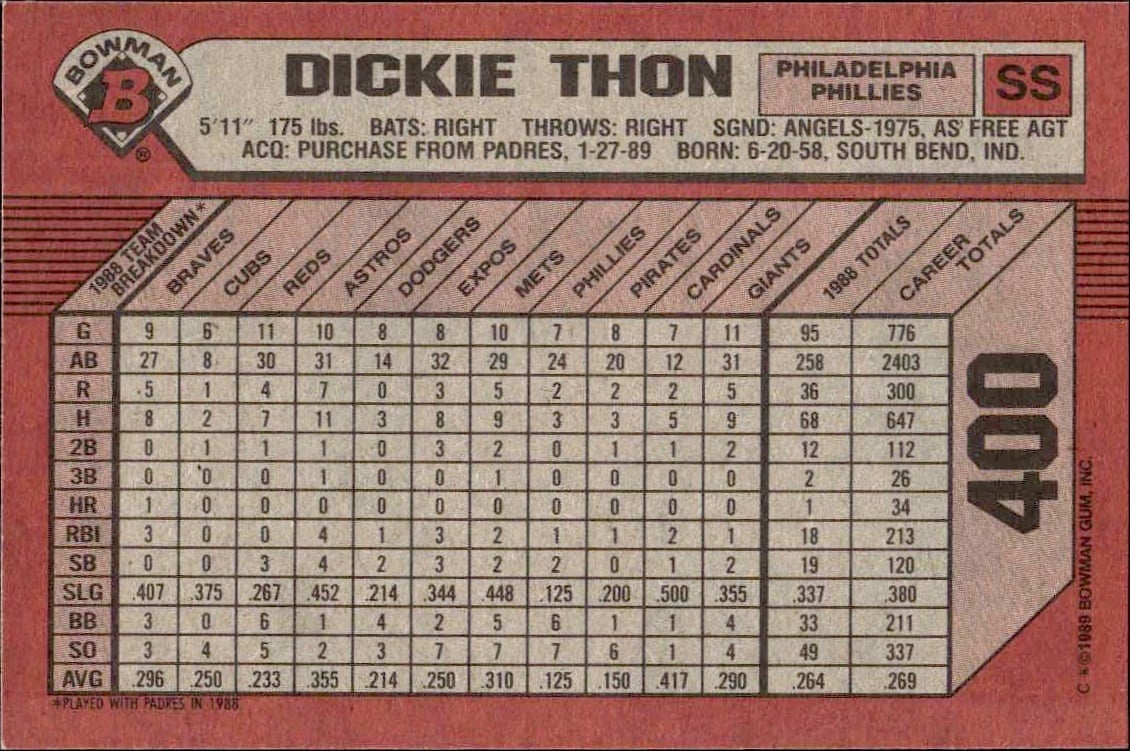 BOWMAN
B
®
DICKIE THON
PHILADELPHIA
PHILLIES
SS
5'11" 175 lbs. BATS: RIGHT THROWS: RIGHT SGND: ANGELS-1975, AS FREE AGT
ACQ: PURCHASE FROM PADRES, 1-27-89 BORN: 6-20-58, SOUTH BEND, IND.
1988 TEAM
BREAKDOWN* BRAVES CUBS REDS ASTROS DODGERS EXPOS METS PHILLIES PIRATES CARDINALS GIANTS 1988 TOTALS CAREER TOTALS
G 9 6 11 10 8 8 10 7 8 7 11 95 776
AB 27 8 30 31 14 32 29 24 20 12 31 258 2403
R 5 1 4 7 0 3 5 2 2 2 5 36 300
H 8 2 7 11 3 8 9 3 3 5 9 68 647
2B 0 1 1 1 0 3 2 0 1 1 2 12 112
3B 0 0 0 1 0 0 1 0 0 0 0 2 26
HR 1 0 0 0 0 0 0 0 0 0 0 1 34
RBI 3 0 0 4 1 3 2 1 1 2 1 18 213
SB 0 0 3 4 2 3 2 2 0 1 2 19 120
SLG .407 .375 .267 .452 .214 .344 .448 .125 .200 .500 .355 .337 .380
BB 3 0 6 1 4 2 5 6 1 1 4 33 211
SO 3 4 5 2 3 7 7 7 6 1 4 49 337
AVG .296 .250 .233 .355 .214 .250 .310 .125 .150 .417 .290 .264 .269
*PLAYED WITH PADRES IN 1988
400
C**©1989 BOWMAN GUM, INC.